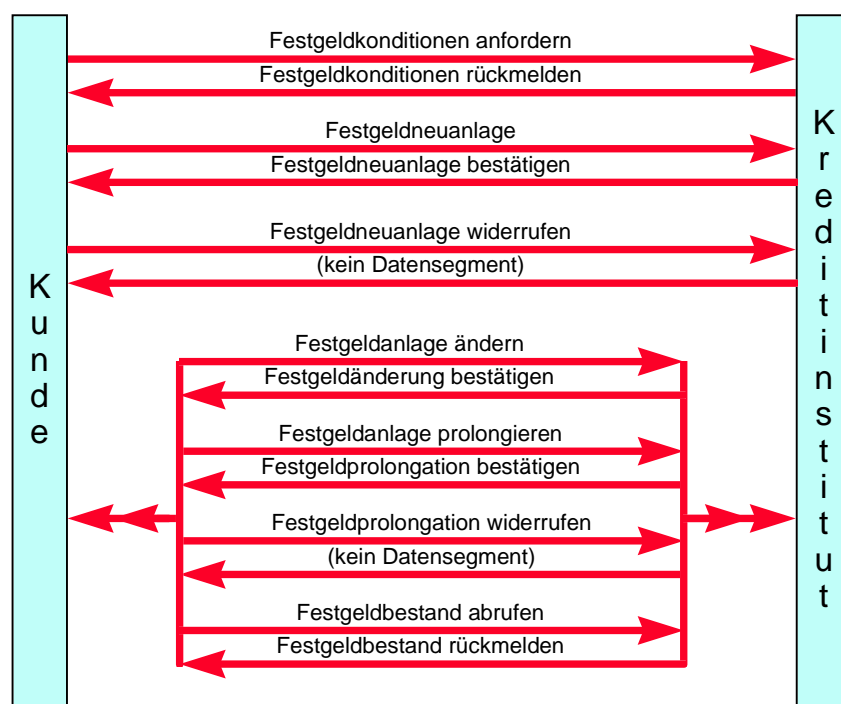 Festgeldkonditionen anfordern
Festgeldkonditionen rückmelden
Festgeldneuanlage
Festgeldneuanlage bestätigen
Festgeldneuanlage widerrufen
(kein Datensegment)
Kunde
Kreditinstitut
Festgeldanlage ändern
Festgeldänderung bestätigen
Festgeldanlage prolongieren
Festgeldprolongation bestätigen
Festgeldprolongation widerrufen
(kein Datensegment)
Festgeldbestand abrufen
Festgeldbestand rückmelden